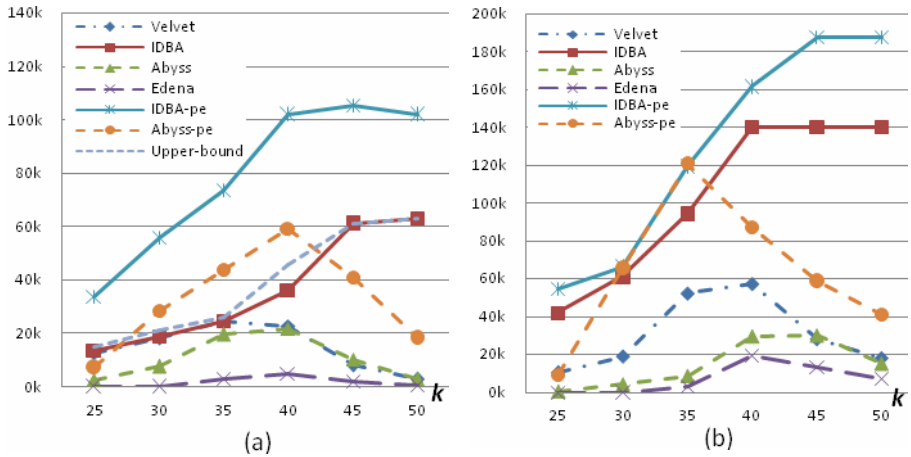 140k
120k
100k
80k
60k
40k
20k
0k
Velvet
IDBA
Abyss
Edena
IDBA-pe
Abyss-pe
Upper-bound
25 30 35 40 45 50 k
(a)
200k
180k
160k
140k
120k
100k
80k
60k
40k
20k
0k
Velvet
IDBA
Abyss
Edena
IDBA-pe
Abyss-pe
25 30 35 40 45 50 k
(b)